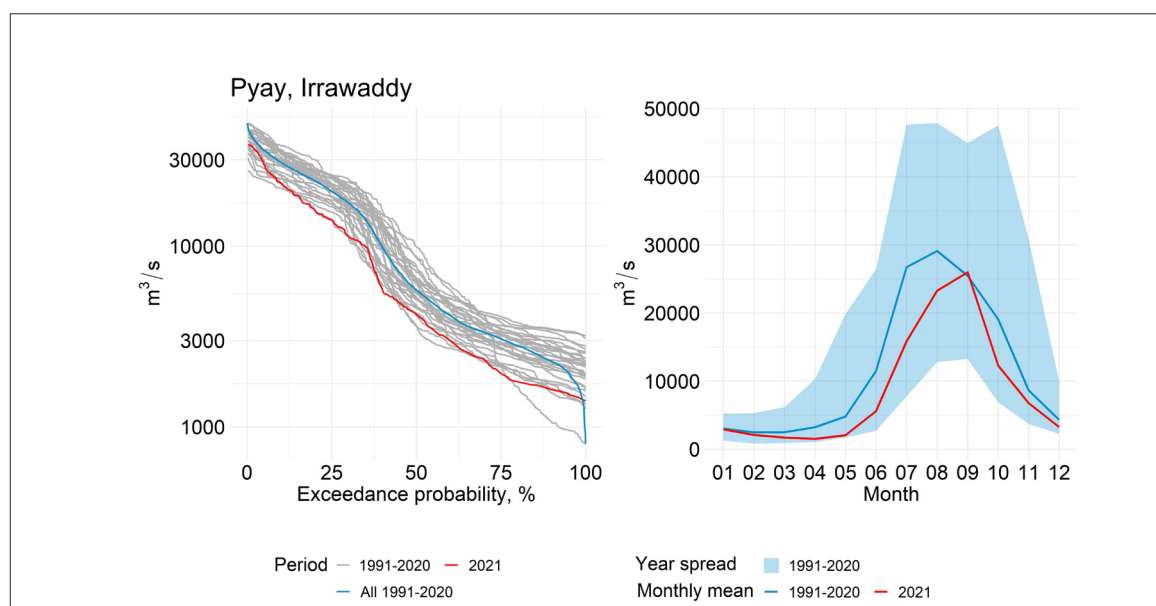 Pyay, Irrawaddy
m³/s
30000
10000
3000
1000
0 25 50 75 100
Exceedance probability, %
m³/s
50000
40000
30000
20000
10000
0
01 02 03 04 05 06 07 08 09 10 11 12
Month
Period 1991-2020 2021
All 1991-2020
Year spread 1991-2020
Monthly mean 1991-2020 2021